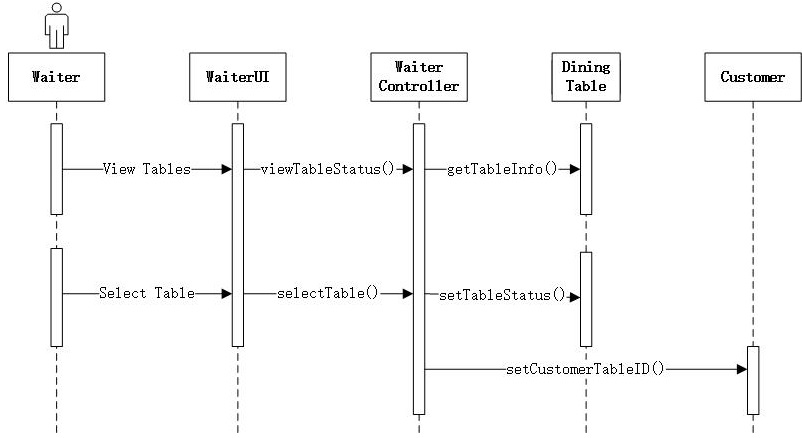 Waiter
WaiterUI
Waiter
Controller
Dining
Table
Customer
View Tables
viewTableStatus()
getTableInfo()
Select Table
selectTable()
setTableStatus()
setCustomerTableID()